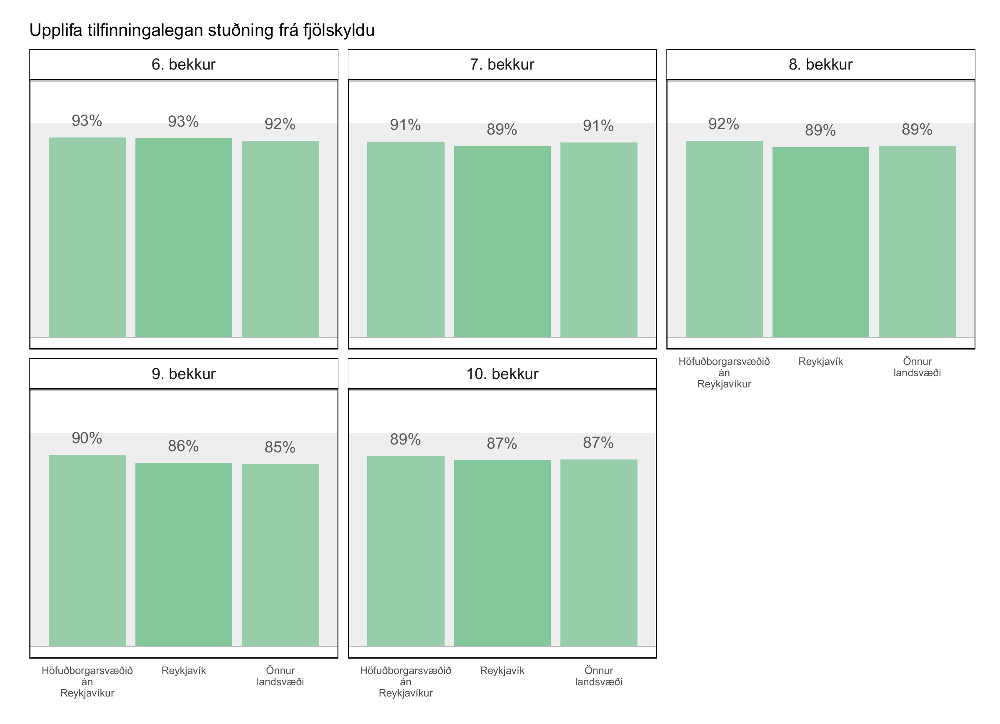 Upplifa tilfinningalegan stuðning frá fjölskyldu
6. bekkur
93%
93%
92%
7. bekkur
91%
89%
91%
8. bekkur
92%
89%
89%
Höfuðborgarsvæðið
án
Reykjavíkur
Reykjavík
Önnur
landsvæði
9. bekkur
90%
86%
85%
Höfuðborgarsvæðið
án
Reykjavíkur
Reykjavík
Önnur
landsvæði
10. bekkur
89%
87%
87%
Höfuðborgarsvæðið
án
Reykjavíkur
Reykjavík
Önnur
landsvæði